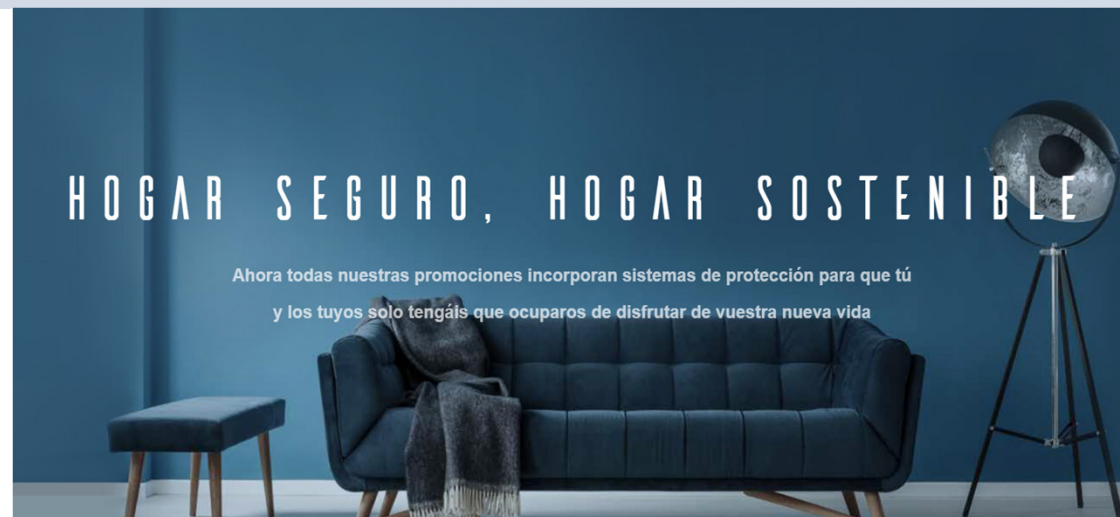 HOGAR SEGURO, HOGAR SOSTENIBLE
Ahora todas nuestras promociones incorporan sistemas de protección para que tú
y los tuyos solo tengáis que ocuparos de disfrutar de vuestra nueva vida